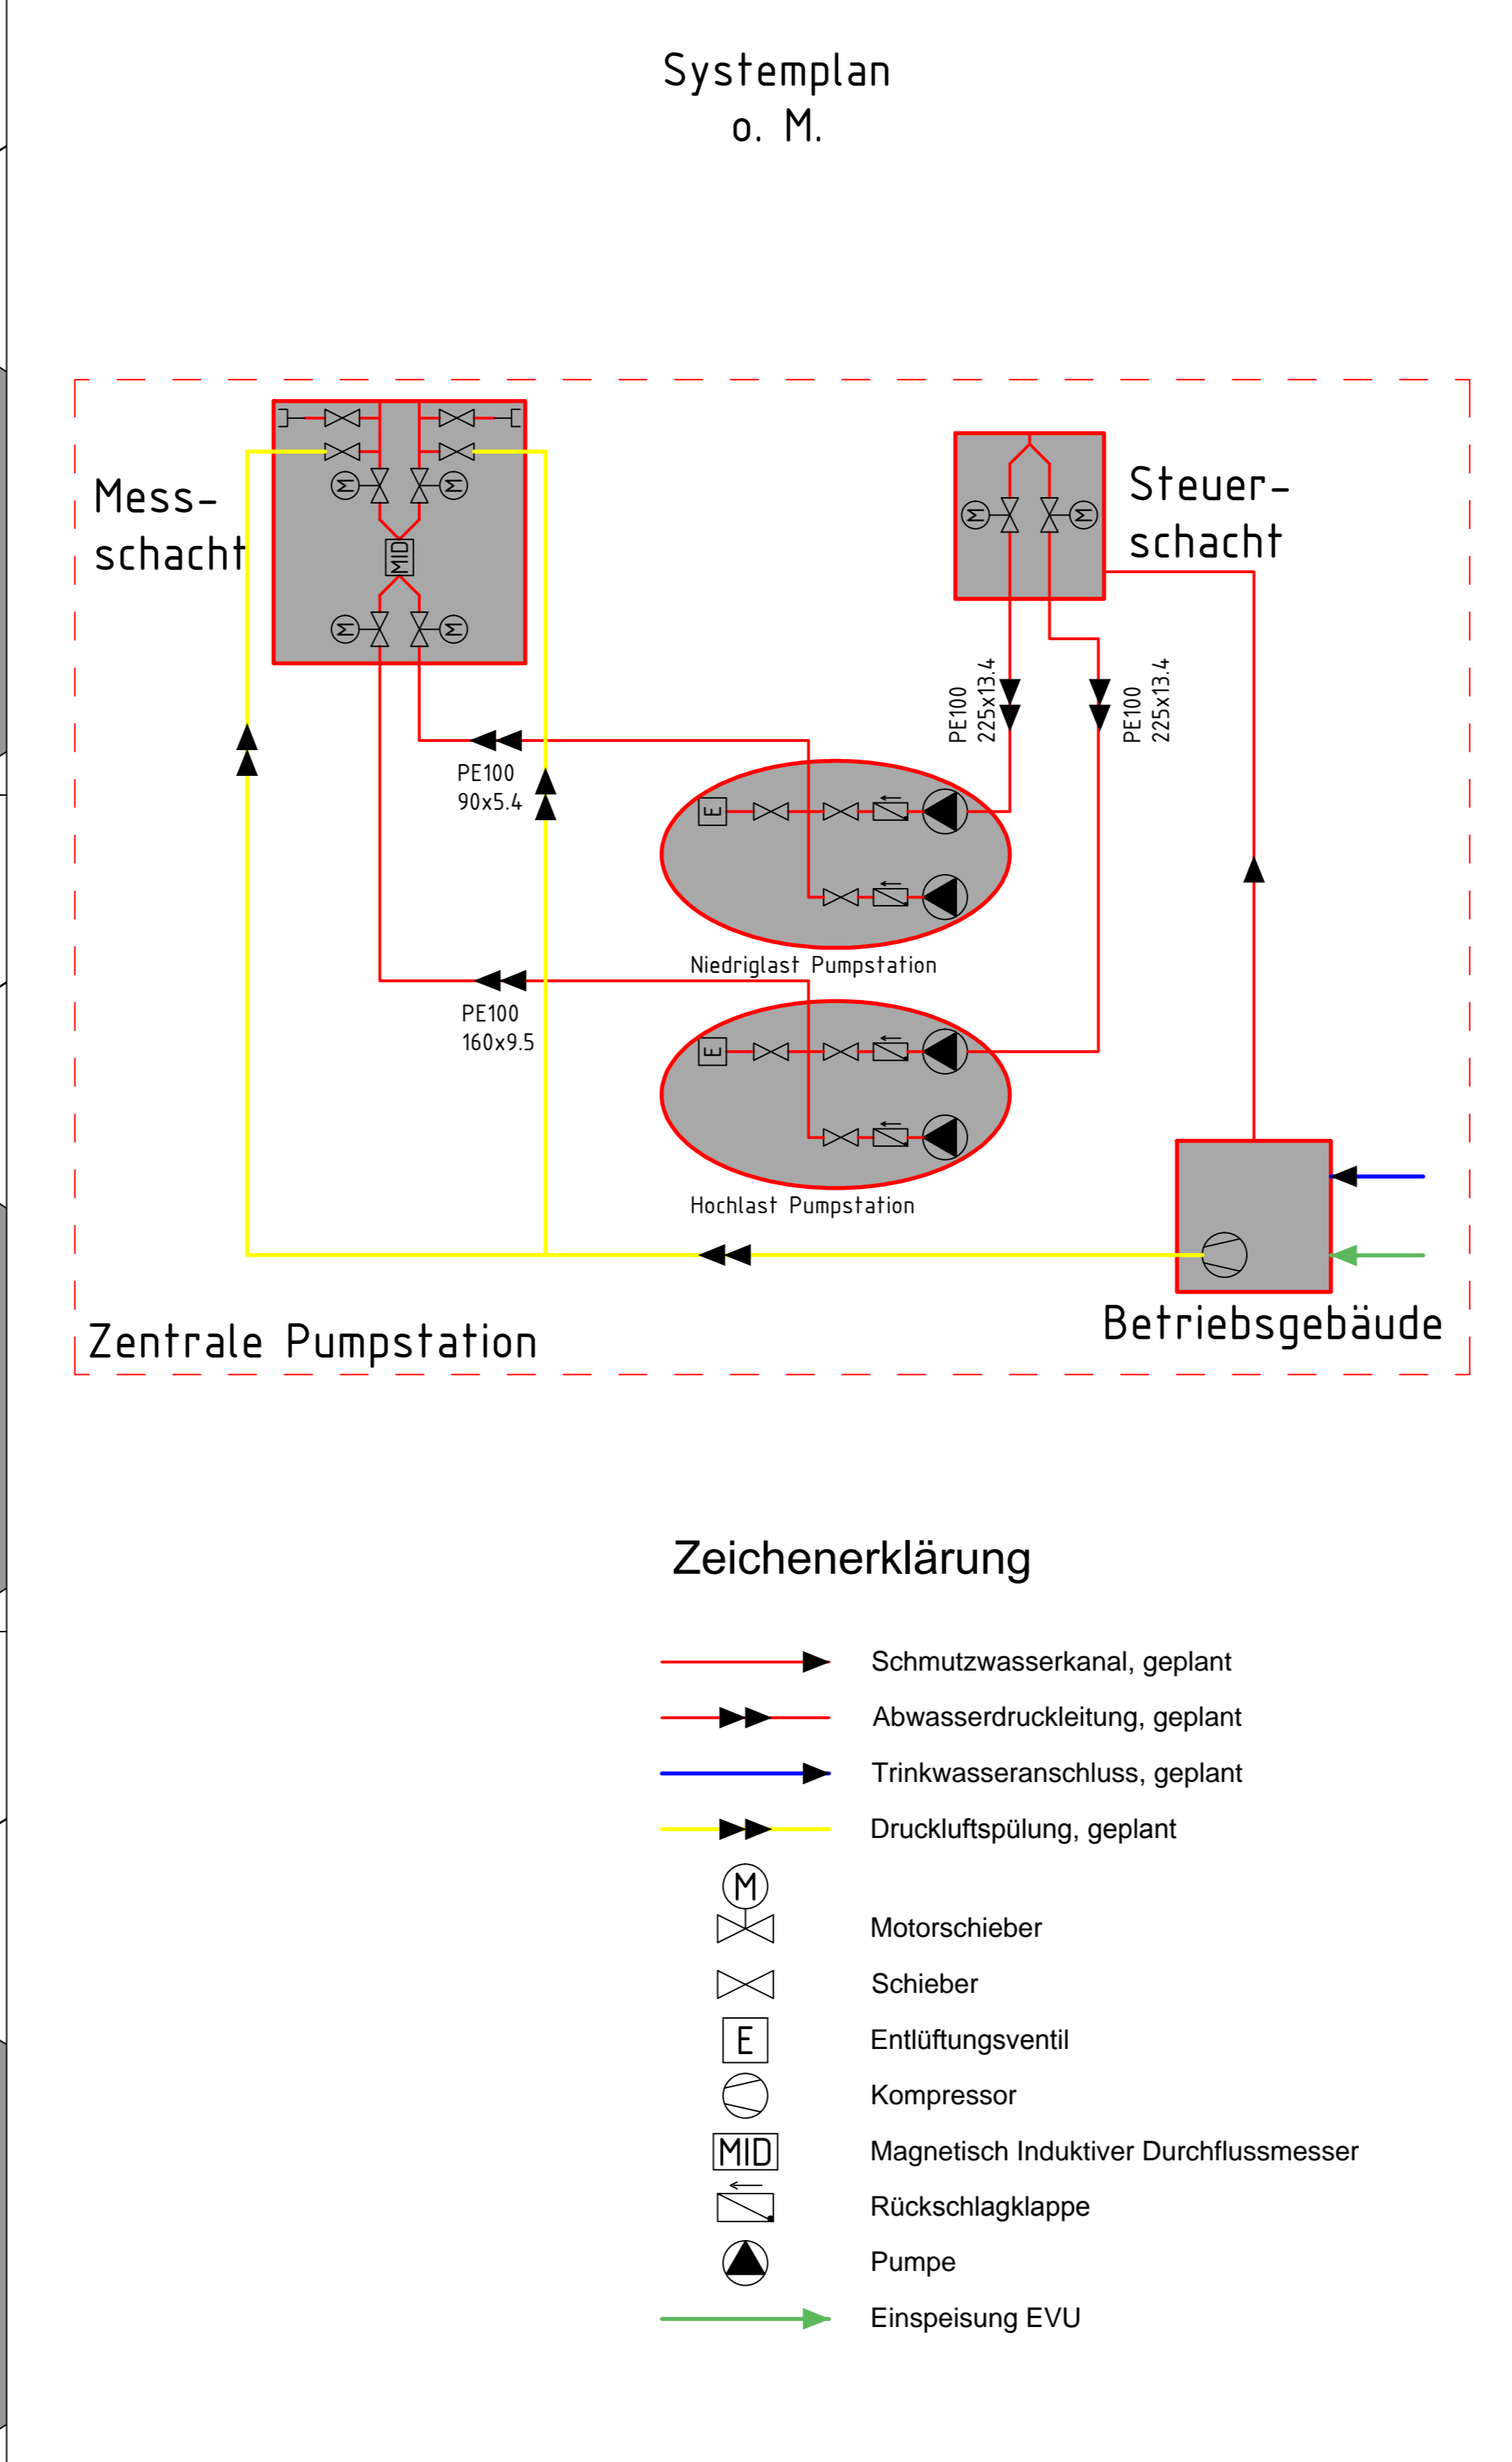 Systemplan
o. M.
Mess-
schacht
M
M
MID
M
M
Steuer-
schacht
M
M
PE100
225x13.4
PE100
225x13.4
PE100
90x5.4
E
Niedriglast Pumpstation
PE100
160x9.5
E
Hochlast Pumpstation
Betriebsgebäude
Zentrale Pumpstation
Zeichenerklärung
Schmutzwasserkanal, geplant
Abwasserdruckleitung, geplant
Trinkwasseranschluss, geplant
Druckluftspülung, geplant
M
Motorschieber
Schieber
E
Entlüftungsventil
Kompressor
MID
Magnetisch Induktiver Durchflussmesser
Rückschlagklappe
Pumpe
Einspeisung EVU